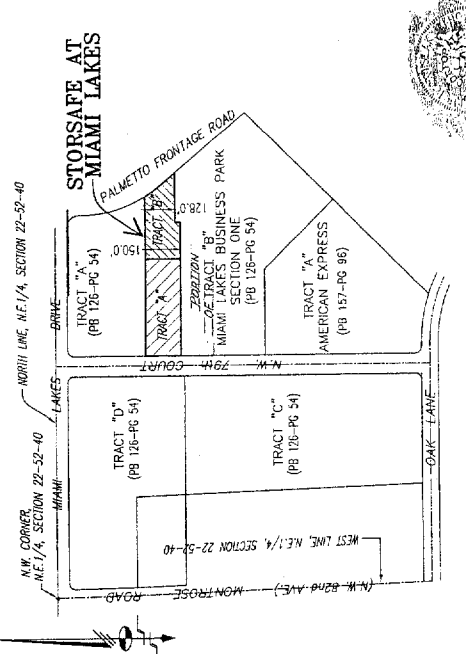 N.W. CORNER,
N.E.1/4, SECTION 22-52-40
NORTH LINE, N.E.1/4, SECTION 22-52-40
MIAMI LAKES DRIVE
STORSAFE AT
MIAMI LAKES
PALMETTO FRONTAGE ROAD
TRACT "A"
(PB 126-PG 54)
TRACT "A"
150.0'
TRACT "B"
128.0'
PORTION
OF TRACT "B"
MIAMI LAKES BUSINESS PARK
SECTION ONE
(PB 126-PG 54)
TRACT "A"
AMERICAN EXPRESS
(PB 157-PG 96)
N.W. 79th COURT
TRACT "D"
(PB 126-PG 54)
TRACT "C"
(PB 126-PG 54)
OAK LANE
WEST LINE, N.E.1/4, SECTION 22-52-40
(N.W. 82nd AVE.) MONTROSE ROAD